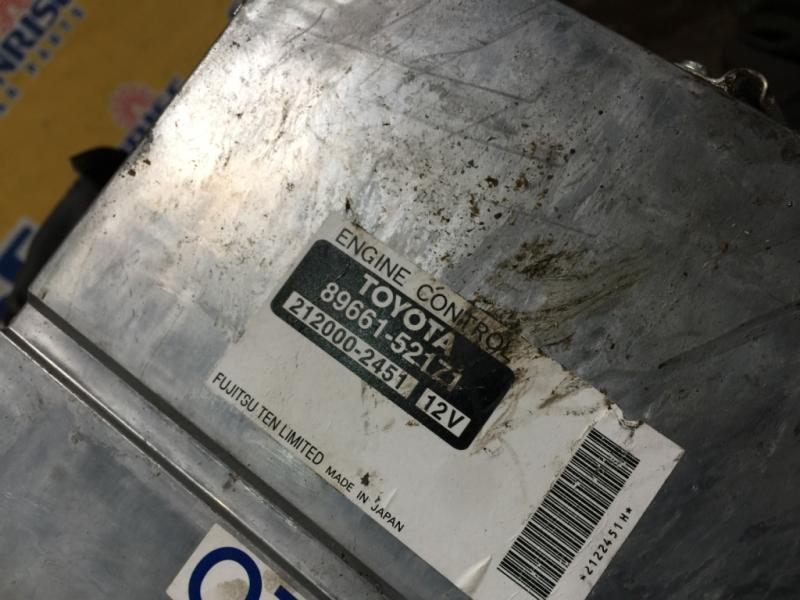 ENGINE CONTROL
TOYOTA
89661-52171
212000-2451 12V
FUJITSU TEN LIMITED MADE IN JAPAN
*2122451H*